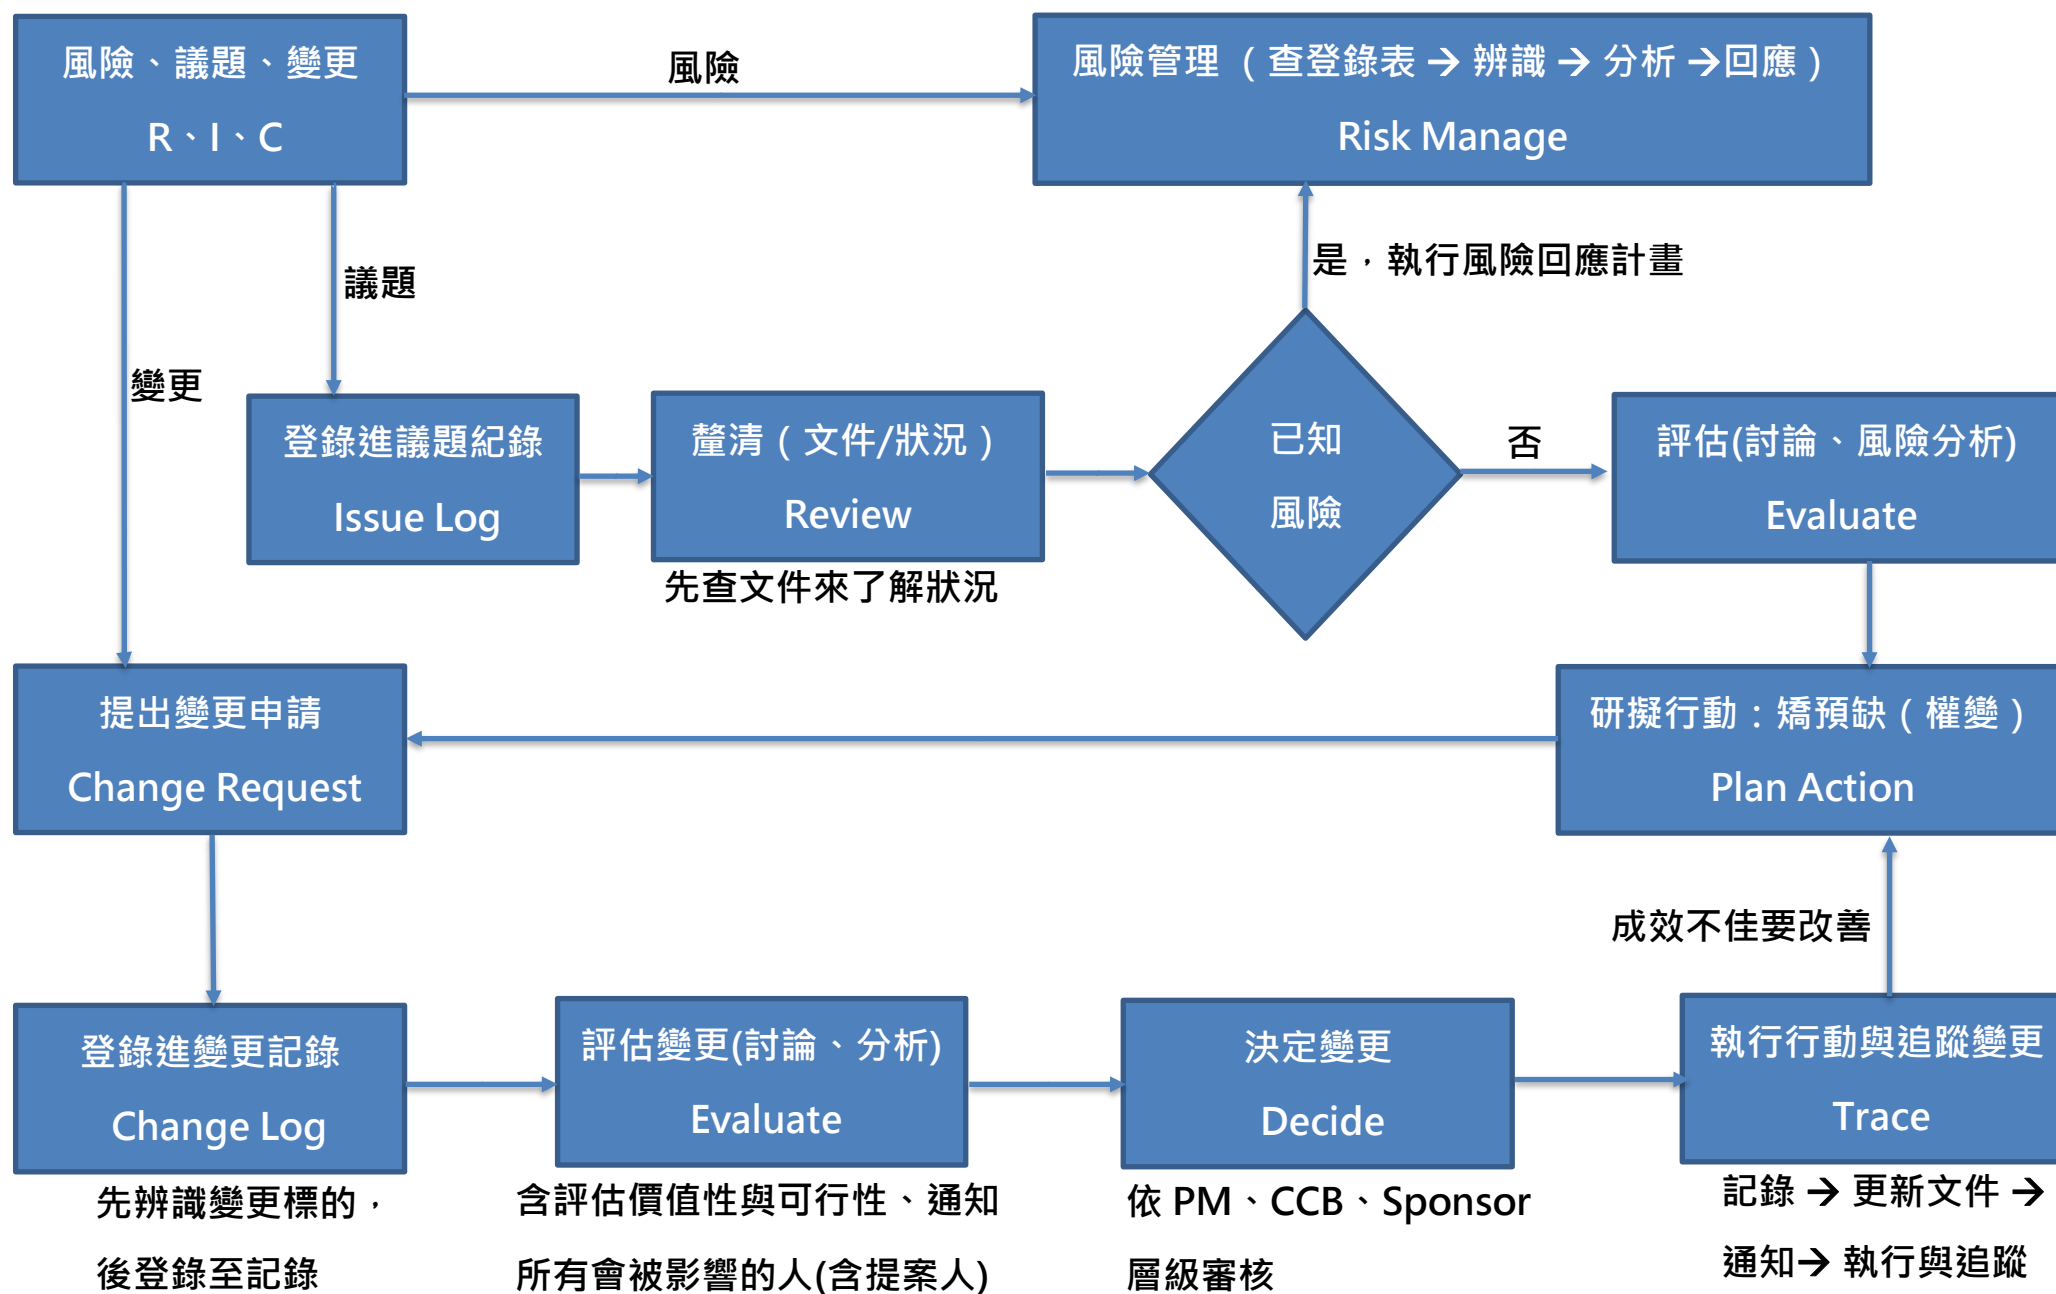 風險、議題、變更
R、I、C
風險
風險管理（查登錄表→ 辨識→ 分析→回應）
Risk Manage
是，執行風險回應計畫
議題
變更
登錄進議題紀錄
Issue Log
釐清（文件/狀況）
Review
先查文件來了解狀況
已知
風險
否
評估(討論、風險分析)
Evaluate
提出變更申請
Change Request
研擬行動：矯預缺（權變）
Plan Action
成效不佳要改善
登錄進變更記錄
Change Log
先辨識變更標的，
後登錄至記錄
評估變更(討論、分析)
Evaluate
含評估價值性與可行性、通知
所有會被影響的人(含提案人)
決定變更
Decide
依 PM、CCB、Sponsor
層級審核
執行行動與追蹤變更
Trace
記錄→ 更新文件→
通知→ 執行與追蹤